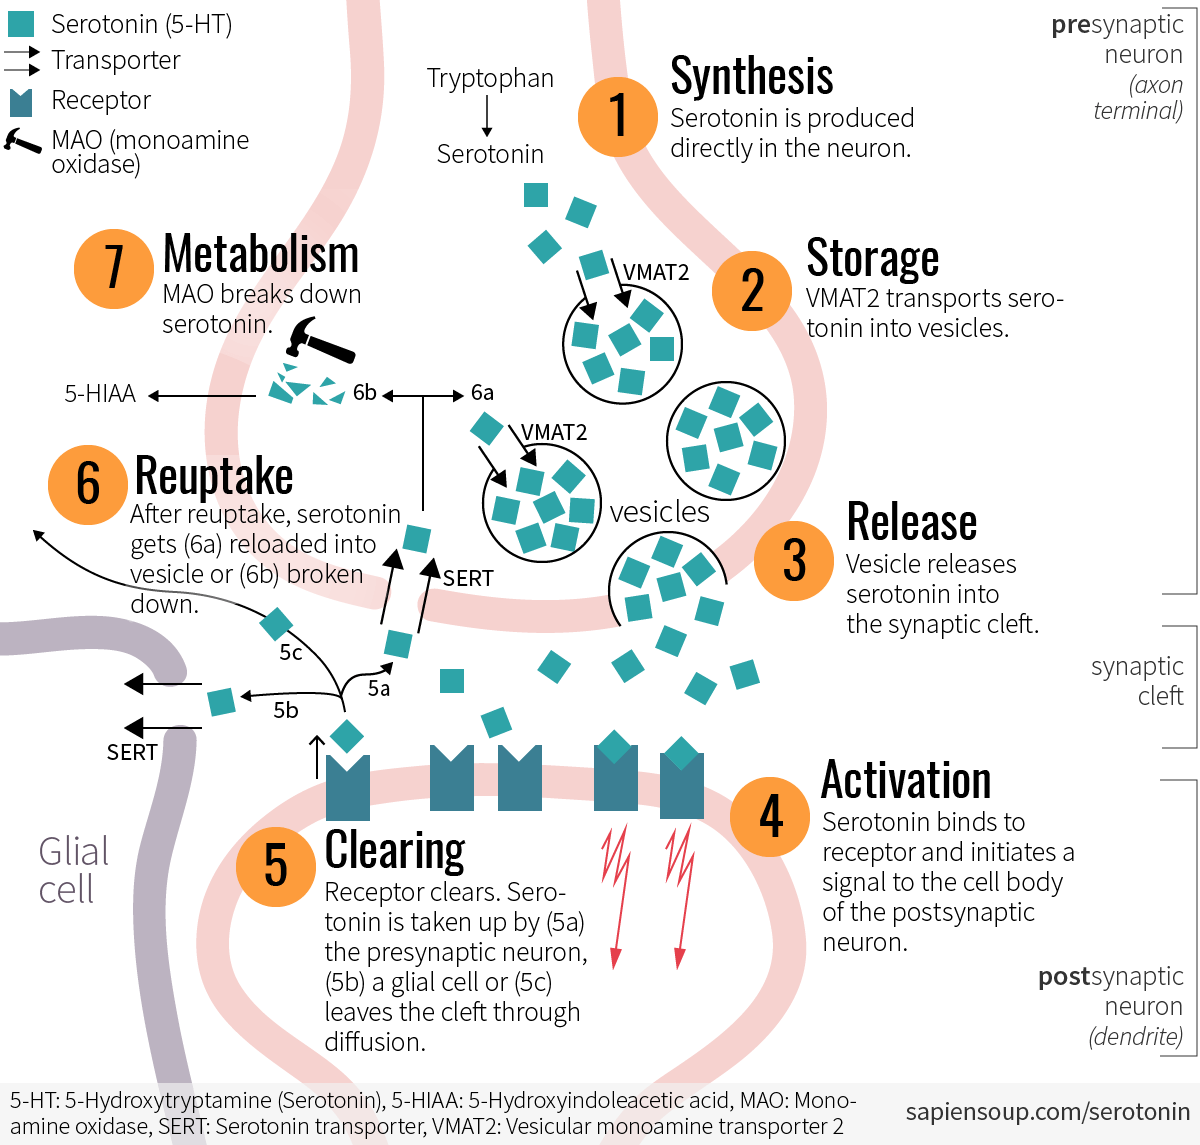 Serotonin (5-HT)
Transporter
Receptor
MAO (monoamine
oxidase)
presynaptic
neuron
(axon
terminal)
Tryptophan
Serotonin
1
Synthesis
Serotonin is produced
directly in the neuron.
2
Storage
VMAT2 transports sero-
tonin into vesicles.
VMAT2
7
Metabolism
MAO breaks down
serotonin.
5-HIAA
6b
6a
VMAT2
vesicles
6
Reuptake
After reuptake, serotonin
gets (6a) reloaded into
vesicle or (6b) broken
down.
SERT
3
Release
Vesicle releases
serotonin into
the synaptic cleft.
synaptic
cleft
5c
5a
5b
SERT
4
Activation
Serotonin binds to
receptor and initiates a
signal to the cell body
of the postsynaptic
neuron.
Glial
cell
5
Clearing
Receptor clears. Sero-
tonin is taken up by (5a)
the presynaptic neuron,
(5b) a glial cell or (5c)
leaves the cleft through
diffusion.
postsynaptic
neuron
(dendrite)
5-HT: 5-Hydroxytryptamine (Serotonin), 5-HIAA: 5-Hydroxyindoleacetic acid, MAO: Mono-
amine oxidase, SERT: Serotonin transporter, VMAT2: Vesicular monoamine transporter 2
sapiensoup.com/serotonin